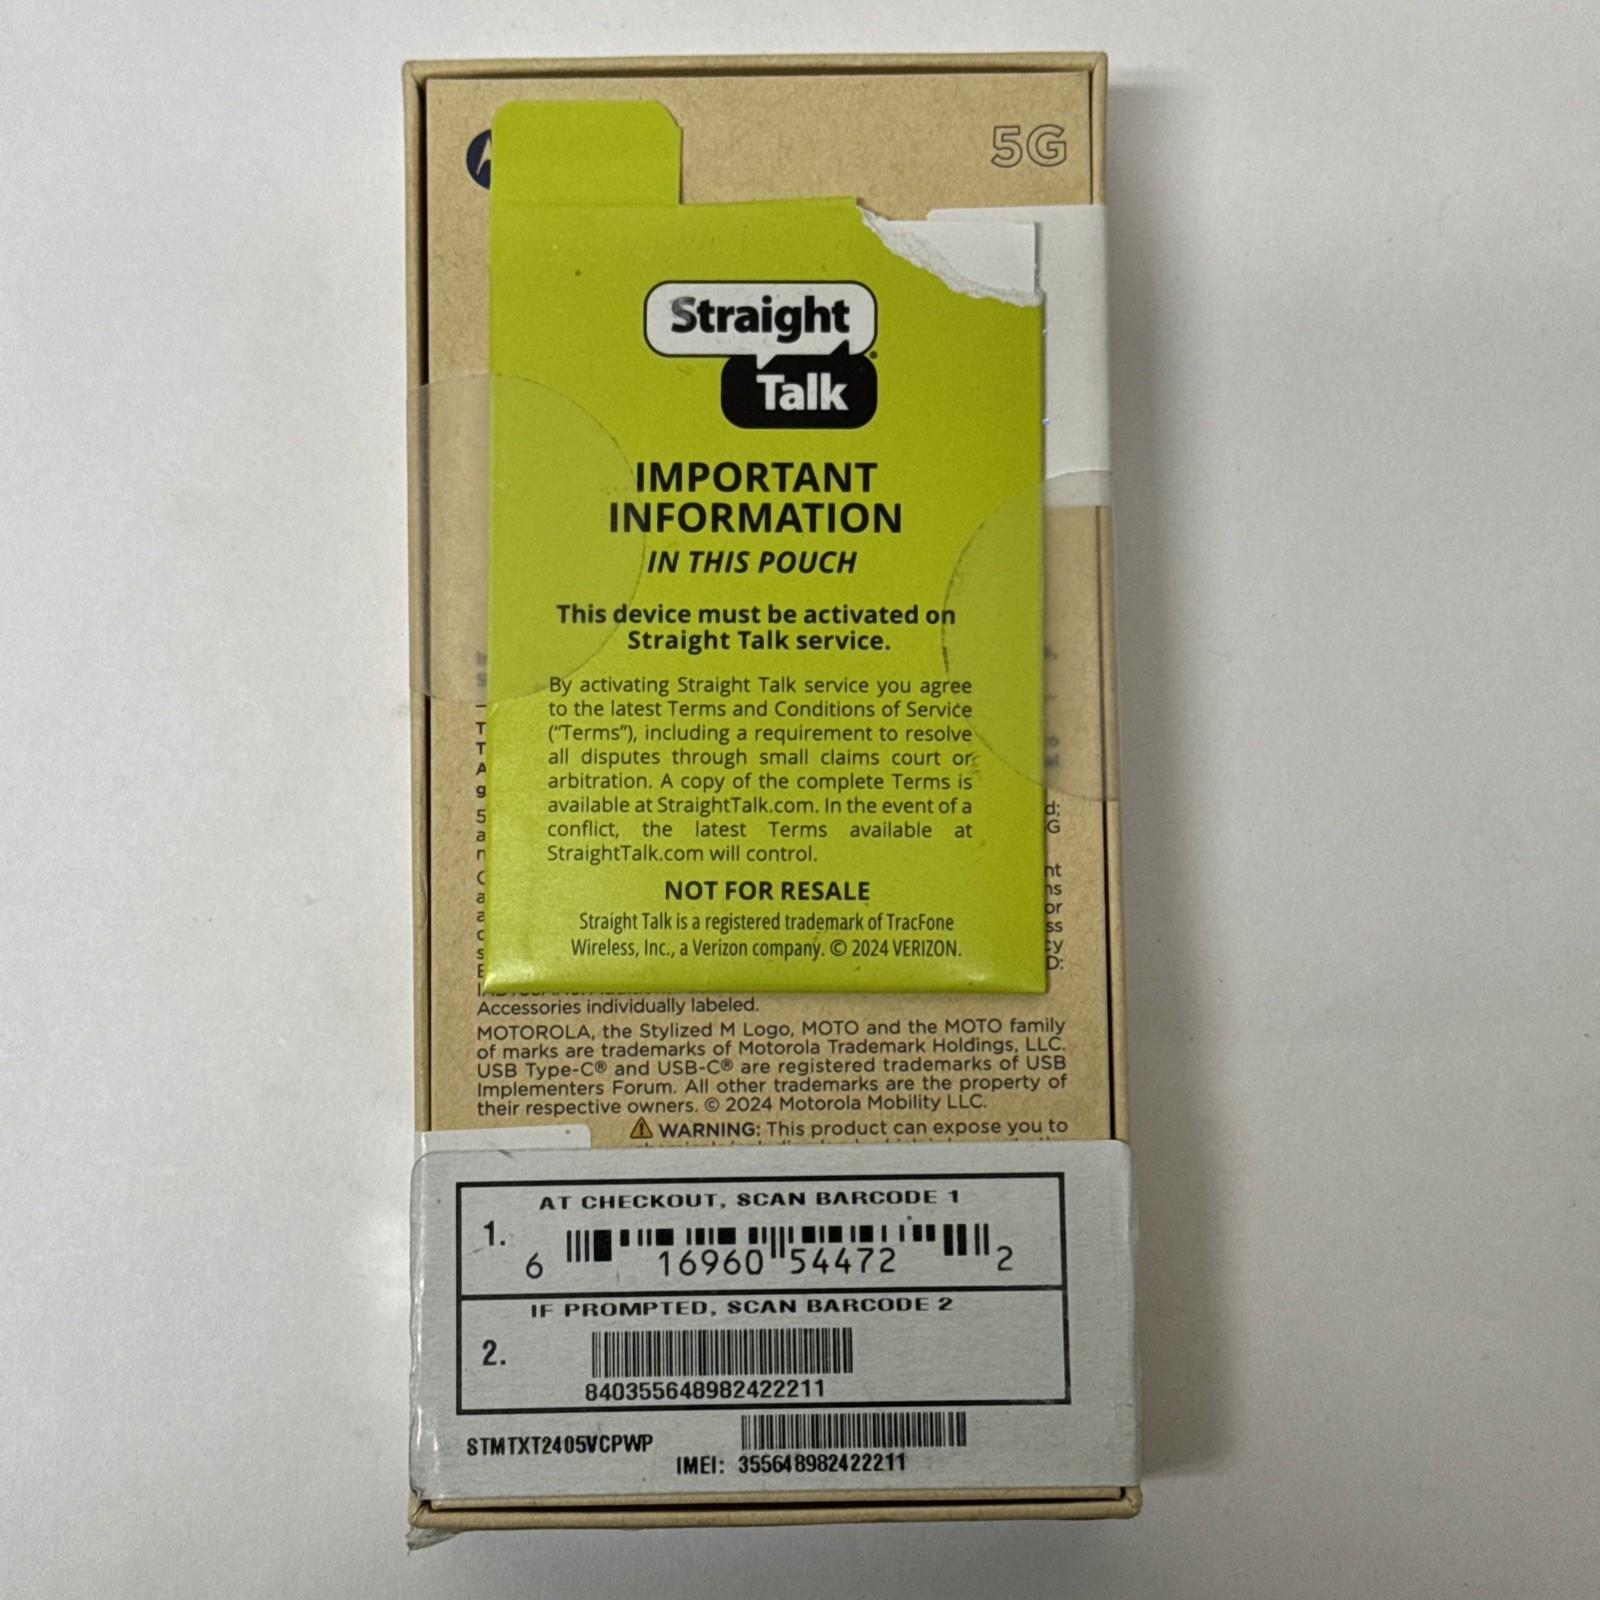 5G
Straight
Talk
IMPORTANT
INFORMATION
IN THIS POUCH
This device must be activated on
Straight Talk service.
By activating Straight Talk service you agree
to the latest Terms and Conditions of Service
(“Terms”), including a requirement to resolve
all disputes through small claims court or
arbitration. A copy of the complete Terms is
available at StraightTalk.com. In the event of a
conflict, the latest Terms available at
StraightTalk.com will control.
NOT FOR RESALE
Straight Talk is a registered trademark of TracFone
Wireless, Inc., a Verizon company. © 2024 VERIZON.
Accessories individually labeled.
MOTOROLA, the Stylized M Logo, MOTO and the MOTO family
of marks are trademarks of Motorola Trademark Holdings, LLC.
USB Type-C® and USB-C® are registered trademarks of USB
Implementers Forum. All other trademarks are the property of
their respective owners. © 2024 Motorola Mobility LLC.
⚠ WARNING: This product can expose you to
AT CHECKOUT, SCAN BARCODE 1
1.
6 16960 54472 2
IF PROMPTED, SCAN BARCODE 2
2.
840355648982422211
STMTXT2405VCPWP
IMEI: 355648982422211